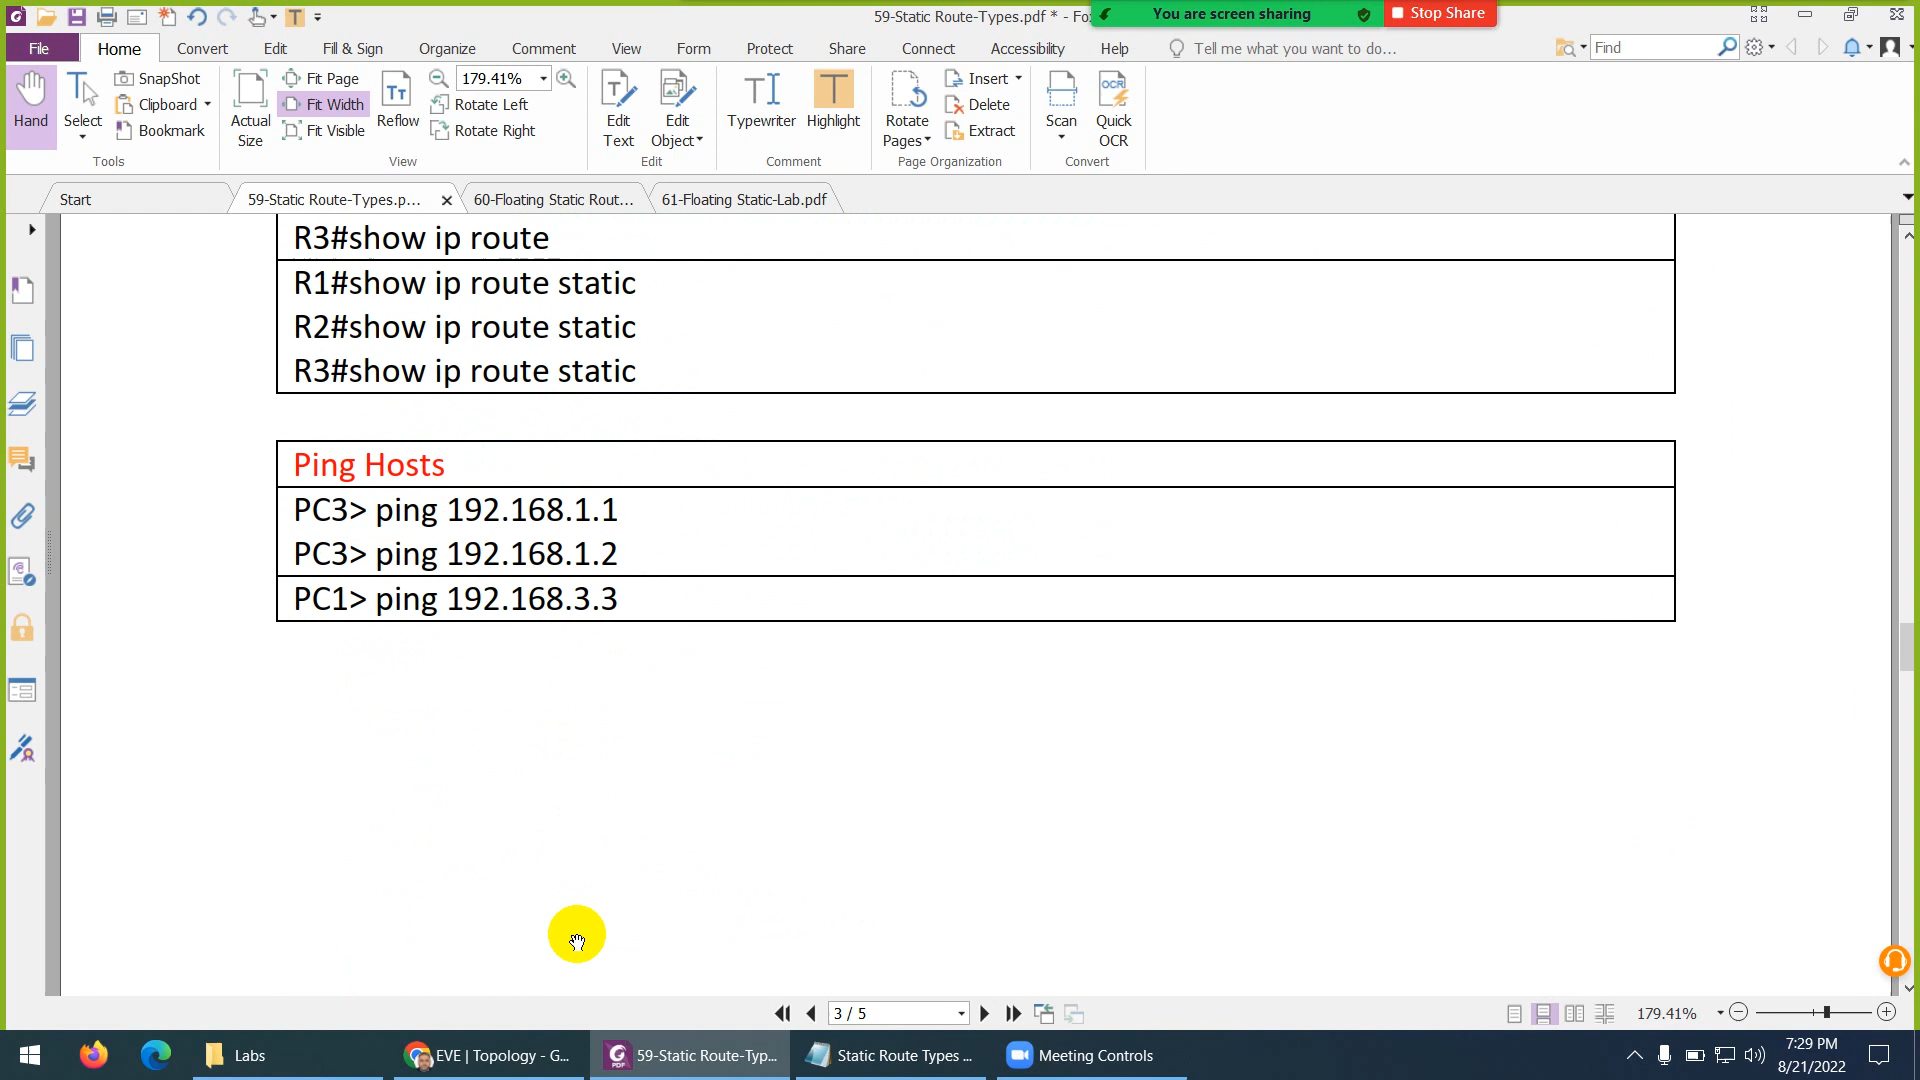 59-Static Route-Types.pdf * - Fo
You are screen sharing
Stop Share
File
Home
Convert
Edit
Fill & Sign
Organize
Comment
View
Form
Protect
Share
Connect
Accessibility
Help
Tell me what you want to do...
Find
Hand
Select
SnapShot
Clipboard
Bookmark
Actual
Size
Fit Page
Fit Width
Fit Visible
Reflow
179.41%
Rotate Left
Rotate Right
Edit
Text
Edit
Object
Typewriter
Highlight
Rotate
Pages
Insert
Delete
Extract
Scan
Quick
OCR
Tools
View
Edit
Comment
Page Organization
Convert
Start
59-Static Route-Types.p...
60-Floating Static Rout...
61-Floating Static-Lab.pdf
R3#show ip route
R1#show ip route static
R2#show ip route static
R3#show ip route static
Ping Hosts
PC3> ping 192.168.1.1
PC3> ping 192.168.1.2
PC1> ping 192.168.3.3
3 / 5
179.41%
Labs
EVE | Topology - G...
59-Static Route-Typ...
Static Route Types ...
Meeting Controls
7:29 PM
8/21/2022